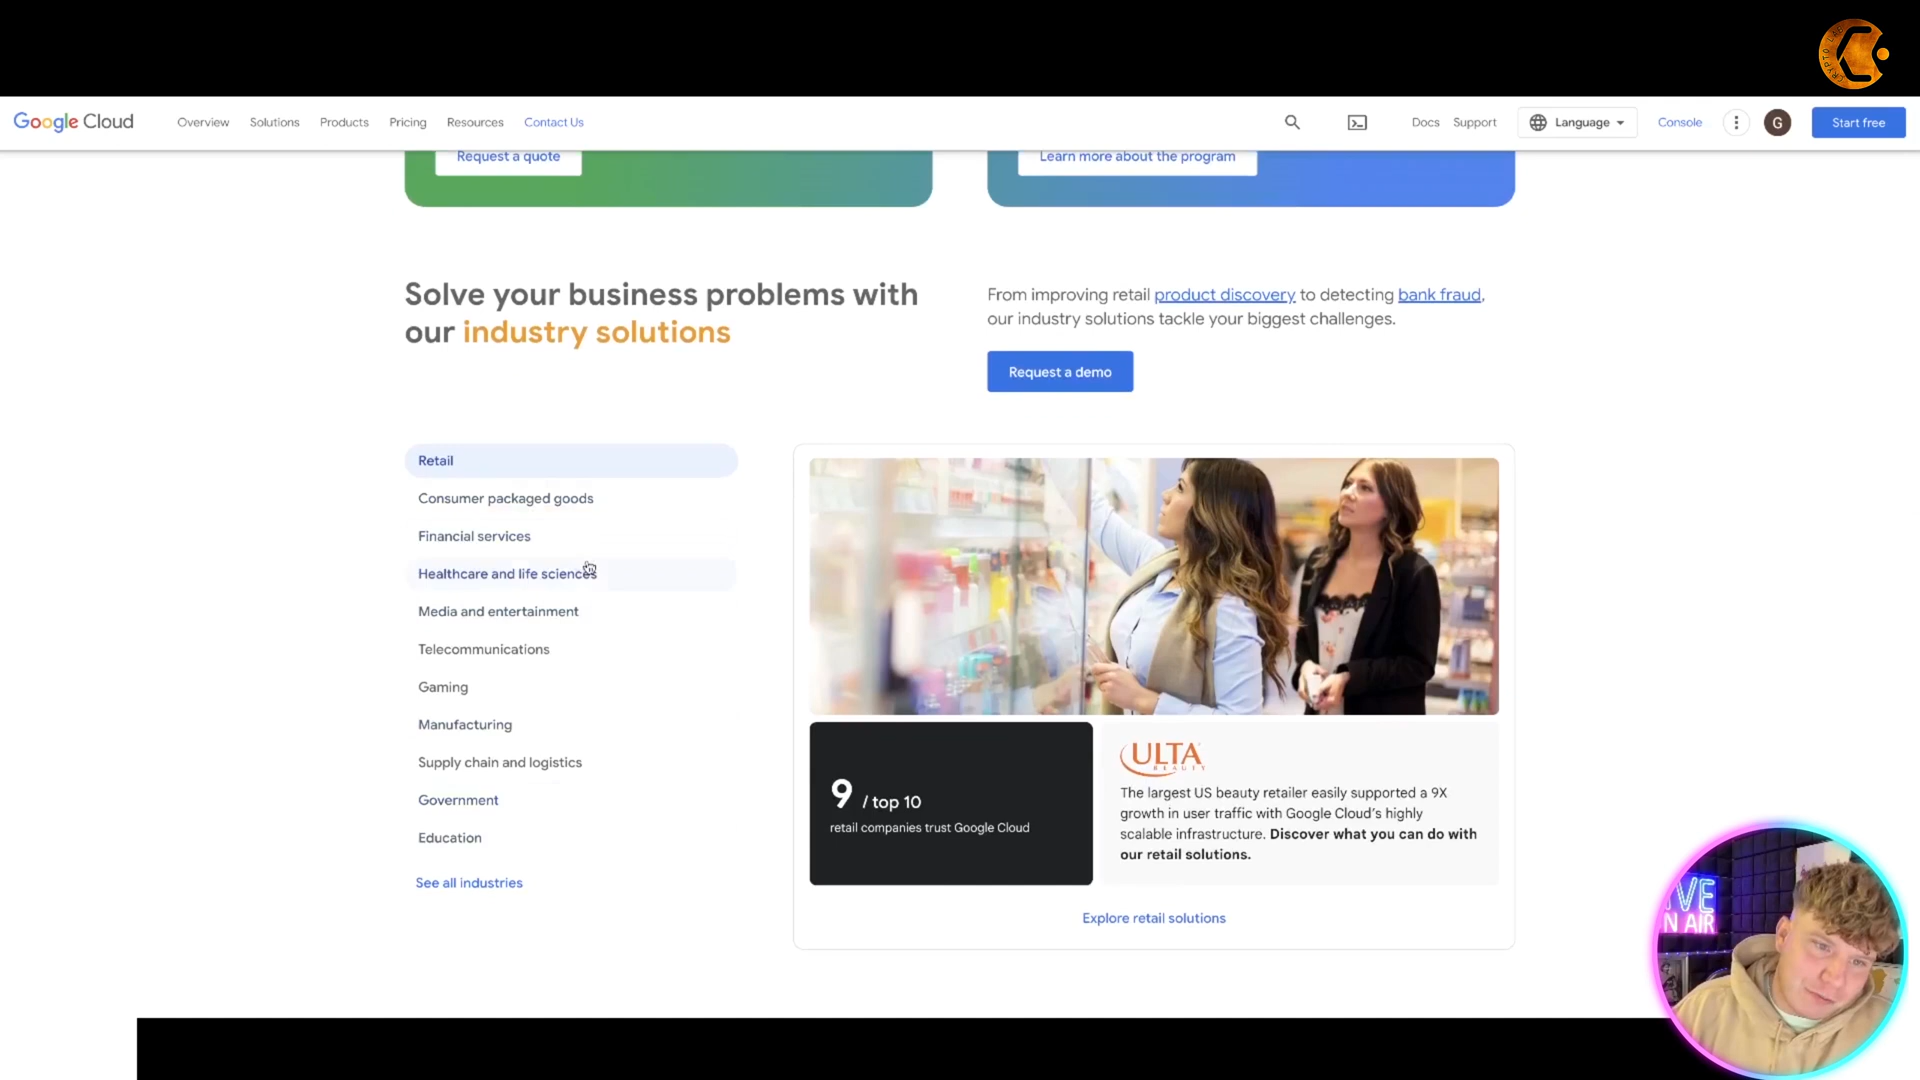 CRYPTO LAB
Google Cloud
Overview
Solutions
Products
Pricing
Resources
Contact Us
Docs
Support
Language
Console
G
Start free
Request a quote
Learn more about the program
Solve your business problems with
our industry solutions
From improving retail product discovery to detecting bank fraud,
our industry solutions tackle your biggest challenges.
Request a demo
Retail
Consumer packaged goods
Financial services
Healthcare and life sciences
Media and entertainment
Telecommunications
Gaming
Manufacturing
Supply chain and logistics
Government
Education
See all industries
9 / top 10
retail companies trust Google Cloud
ULTA
BEAUTY
The largest US beauty retailer easily supported a 9X
growth in user traffic with Google Cloud's highly
scalable infrastructure. Discover what you can do with
our retail solutions.
Explore retail solutions
IVE
N AIR